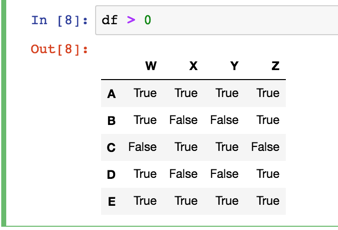 In [8]: df > 0
Out[8]:
W X Y Z
A True True True True
B True False False True
C False True True False
D True False False True
E True True True True